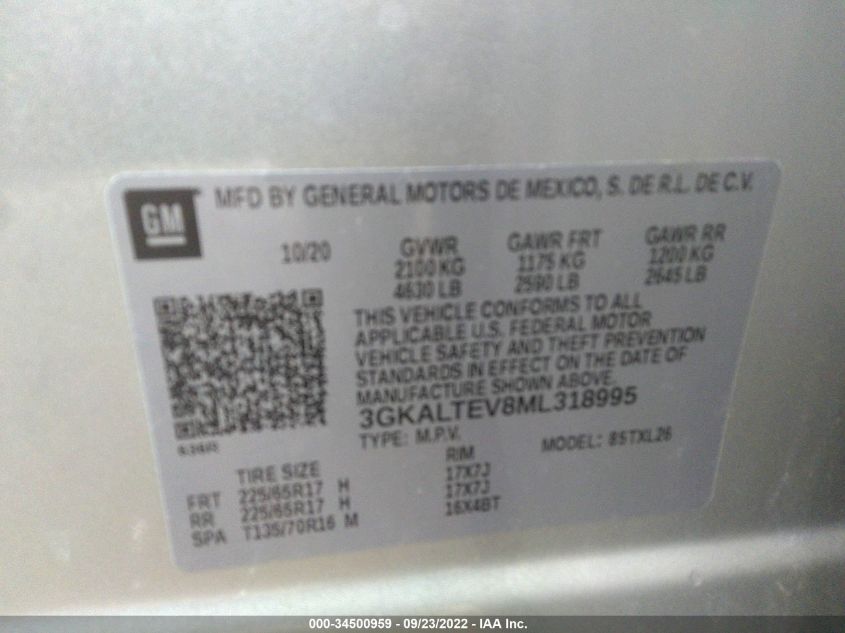 GM
MFD BY GENERAL MOTORS DE MEXICO, S. DE R.L. DE C.V.
10/20 GVWR GAWR FRT GAWR RR
2100 KG 1175 KG 1200 KG
4630 LB 2590 LB 2645 LB
THIS VEHICLE CONFORMS TO ALL
APPLICABLE U.S. FEDERAL MOTOR
VEHICLE SAFETY AND THEFT PREVENTION
STANDARDS IN EFFECT ON THE DATE OF
MANUFACTURE SHOWN ABOVE.
3GKALTEV8ML318995
TYPE: M.P.V. MODEL: 85TXL26
TIRE SIZE RIM
FRT 225/65R17 H 17X7J
RR 225/65R17 H 17X7J
SPA T135/70R16 M 16X4BT
000-34500959 - 09/23/2022 - IAA Inc.